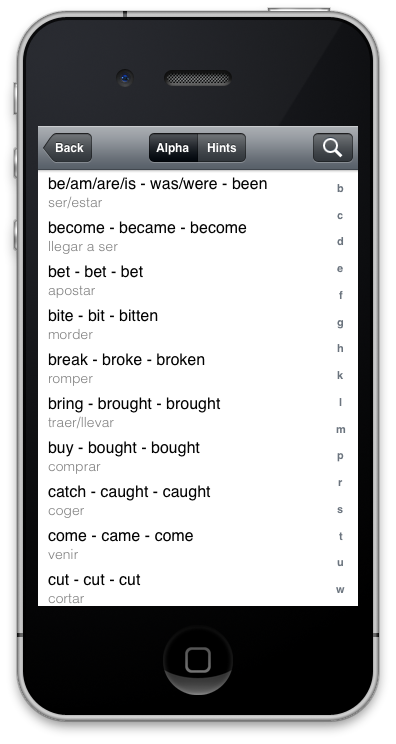 Back Alpha Hints
be/am/are/is - was/were - been
ser/estar
become - became - become
llegar a ser
bet - bet - bet
apostar
bite - bit - bitten
morder
break - broke - broken
romper
bring - brought - brought
traer/llevar
buy - bought - bought
comprar
catch - caught - caught
coger
come - came - come
venir
cut - cut - cut
cortar
b
c
d
e
f
g
h
k
l
m
p
r
s
t
u
w